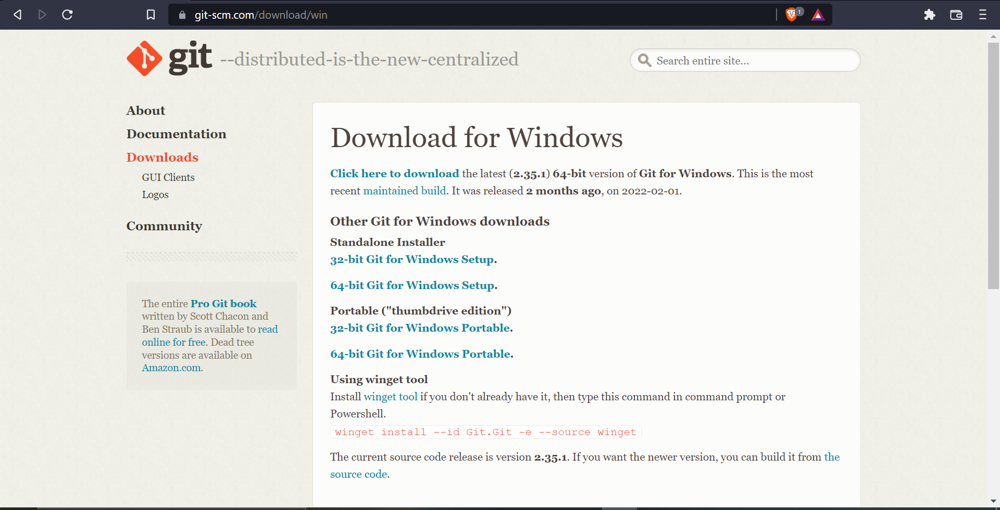 git-scm.com/download/win
1
git --distributed-is-the-new-centralized
Search entire site...
About
Documentation
Downloads
GUI Clients
Logos
Community
The entire Pro Git book
written by Scott Chacon and
Ben Straub is available to read
online for free. Dead tree
versions are available on
Amazon.com.
Download for Windows
Click here to download the latest (2.35.1) 64-bit version of Git for Windows. This is the most
recent maintained build. It was released 2 months ago, on 2022-02-01.
Other Git for Windows downloads
Standalone Installer
32-bit Git for Windows Setup.
64-bit Git for Windows Setup.
Portable ("thumbdrive edition")
32-bit Git for Windows Portable.
64-bit Git for Windows Portable.
Using winget tool
Install winget tool if you don't already have it, then type this command in command prompt or
Powershell.
winget install --id Git.Git -e --source winget
The current source code release is version 2.35.1. If you want the newer version, you can build it from the
source code.